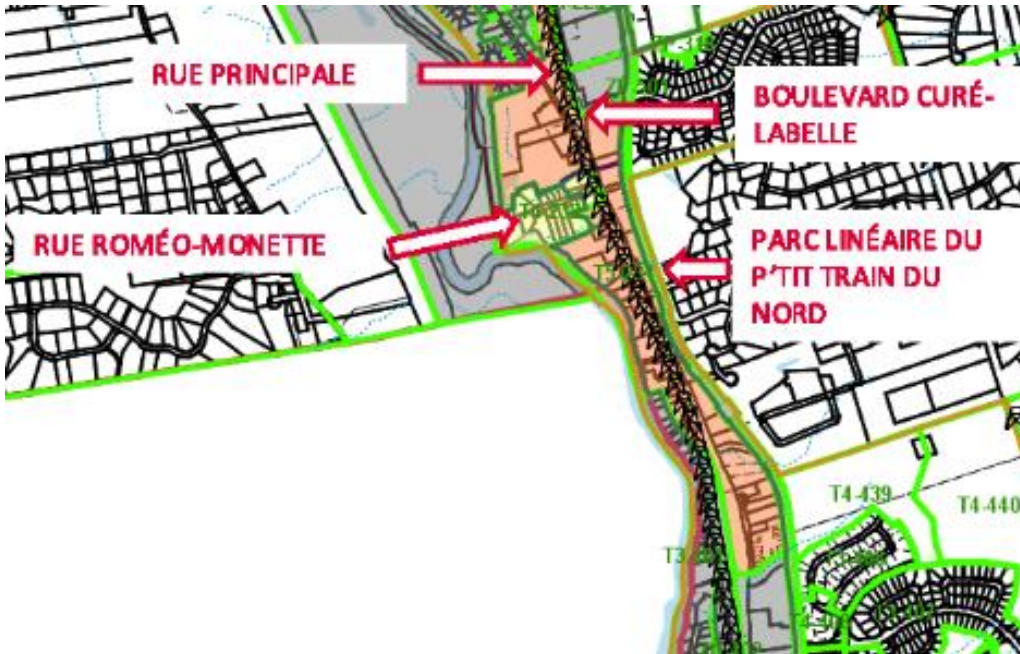 RUE PRINCIPALE
BOULEVARD CURÉ-
LABELLE
RUE ROMÉO-MONETTE
PARC LINÉAIRE DU
P'TIT TRAIN DU
NORD
T4-439
T4-440